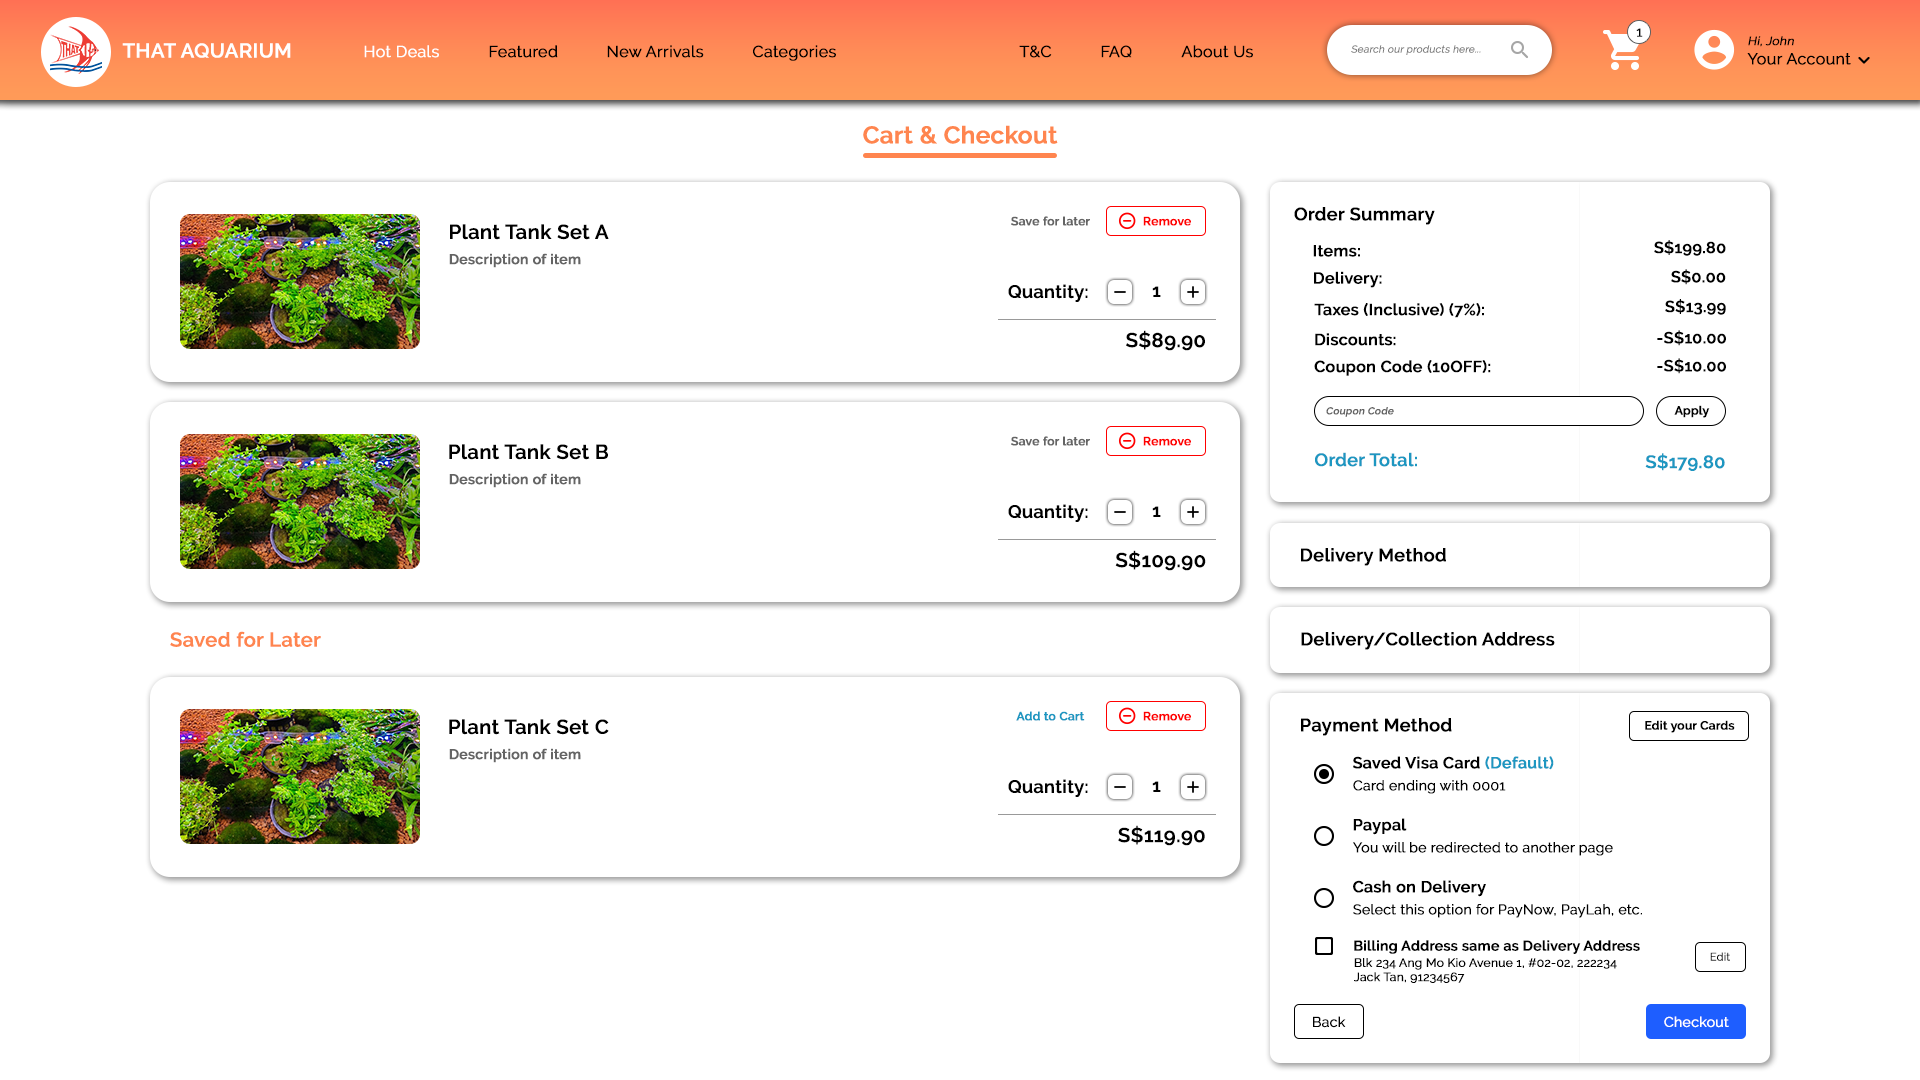 THAT AQUARIUM
Hot Deals
Featured
New Arrivals
Categories
T&C
FAQ
About Us
Search our products here...
1
Hi, John
Your Account
Cart & Checkout
Plant Tank Set A
Description of item
Save for later
Remove
Quantity:
1
S$89.90
Plant Tank Set B
Description of item
Save for later
Remove
Quantity:
1
S$109.90
Saved for Later
Plant Tank Set C
Description of item
Add to Cart
Remove
Quantity:
1
S$119.90
Order Summary
Items: S$199.80
Delivery: S$0.00
Taxes (Inclusive) (7%): S$13.99
Discounts: -S$10.00
Coupon Code (10OFF): -S$10.00
Coupon Code
Apply
Order Total: S$179.80
Delivery Method
Delivery/Collection Address
Payment Method
Edit your Cards
Saved Visa Card (Default)
Card ending with 0001
Paypal
You will be redirected to another page
Cash on Delivery
Select this option for PayNow, PayLah, etc.
Billing Address same as Delivery Address
Blk 234 Ang Mo Kio Avenue 1, #02-02, 222234
Jack Tan, 91234567
Edit
Back
Checkout